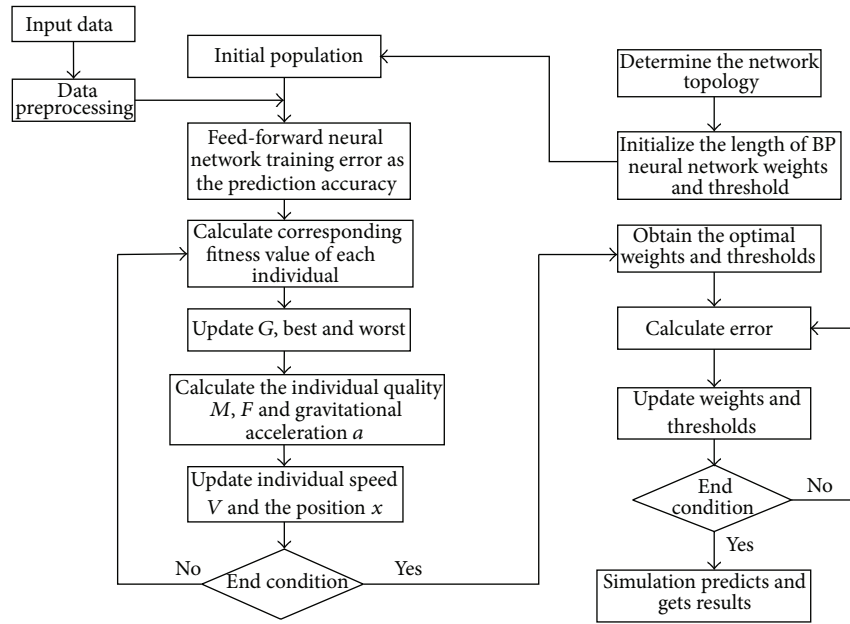 Input data
Data
preprocessing
Initial population
Feed-forward neural
network training error as
the prediction accuracy
Calculate corresponding
fitness value of each
individual
Update G, best and worst
Calculate the individual quality
M, F and gravitational
acceleration a
Update individual speed
V and the position x
End condition
No
Yes
Determine the network
topology
Initialize the length of BP
neural network weights
and threshold
Obtain the optimal
weights and thresholds
Calculate error
Update weights and
thresholds
End
condition
No
Yes
Simulation predicts and
gets results